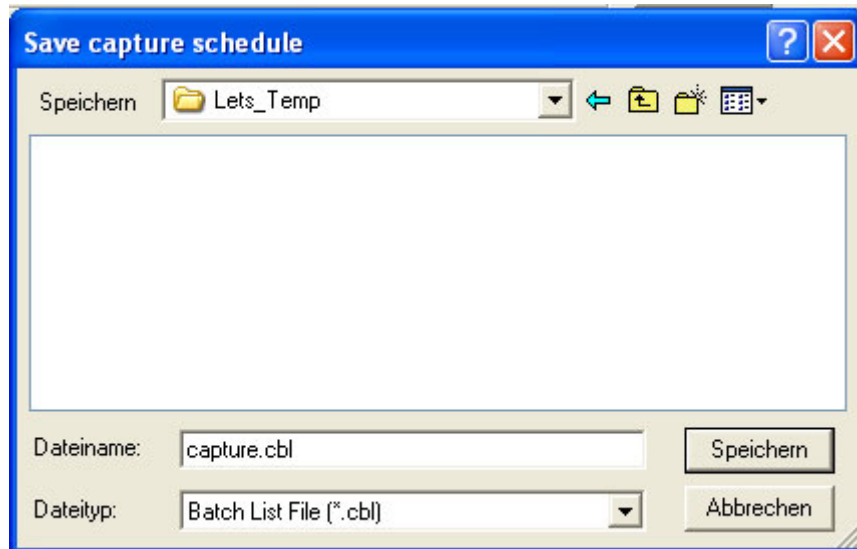 Save capture schedule
Speichern Lets_Temp
Dateiname: capture.cbl Speichern
Dateityp: Batch List File (*.cbl) Abbrechen